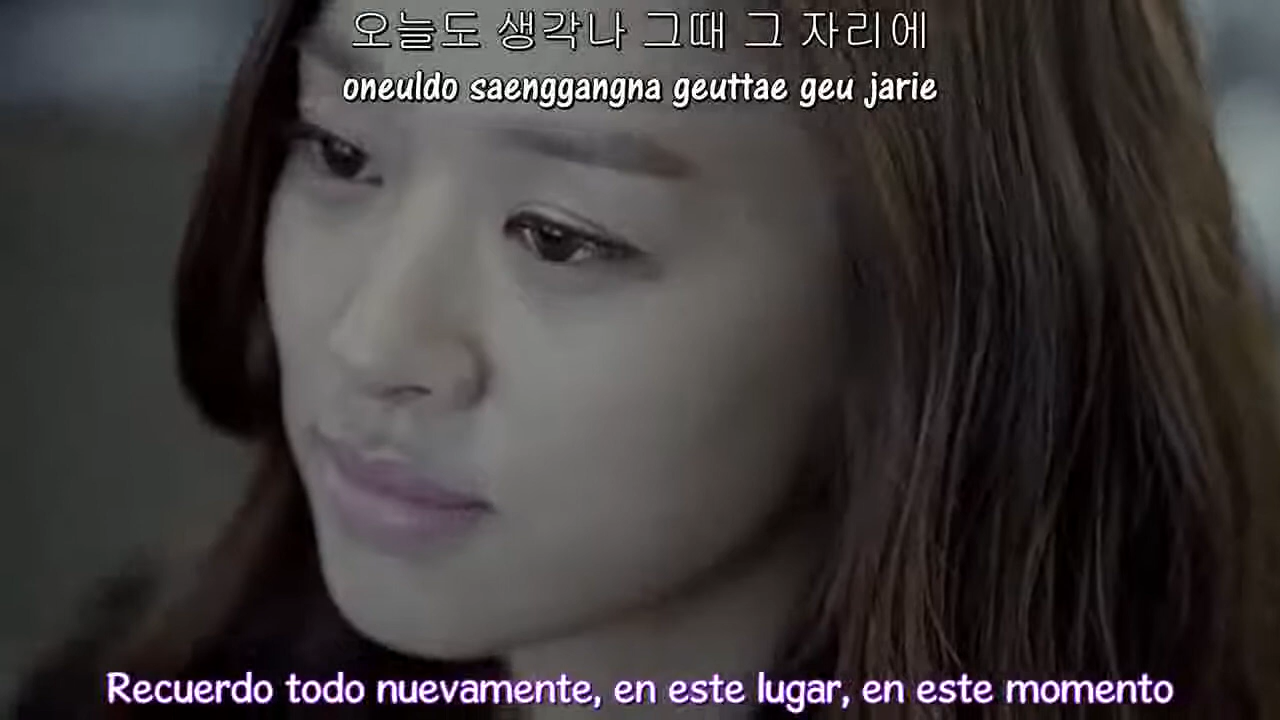 오늘도 생각나 그때 그 자리에
oneuldo saenggangna geuttae geu jarie
Recuerdo todo nuevamente, en este lugar, en este momento